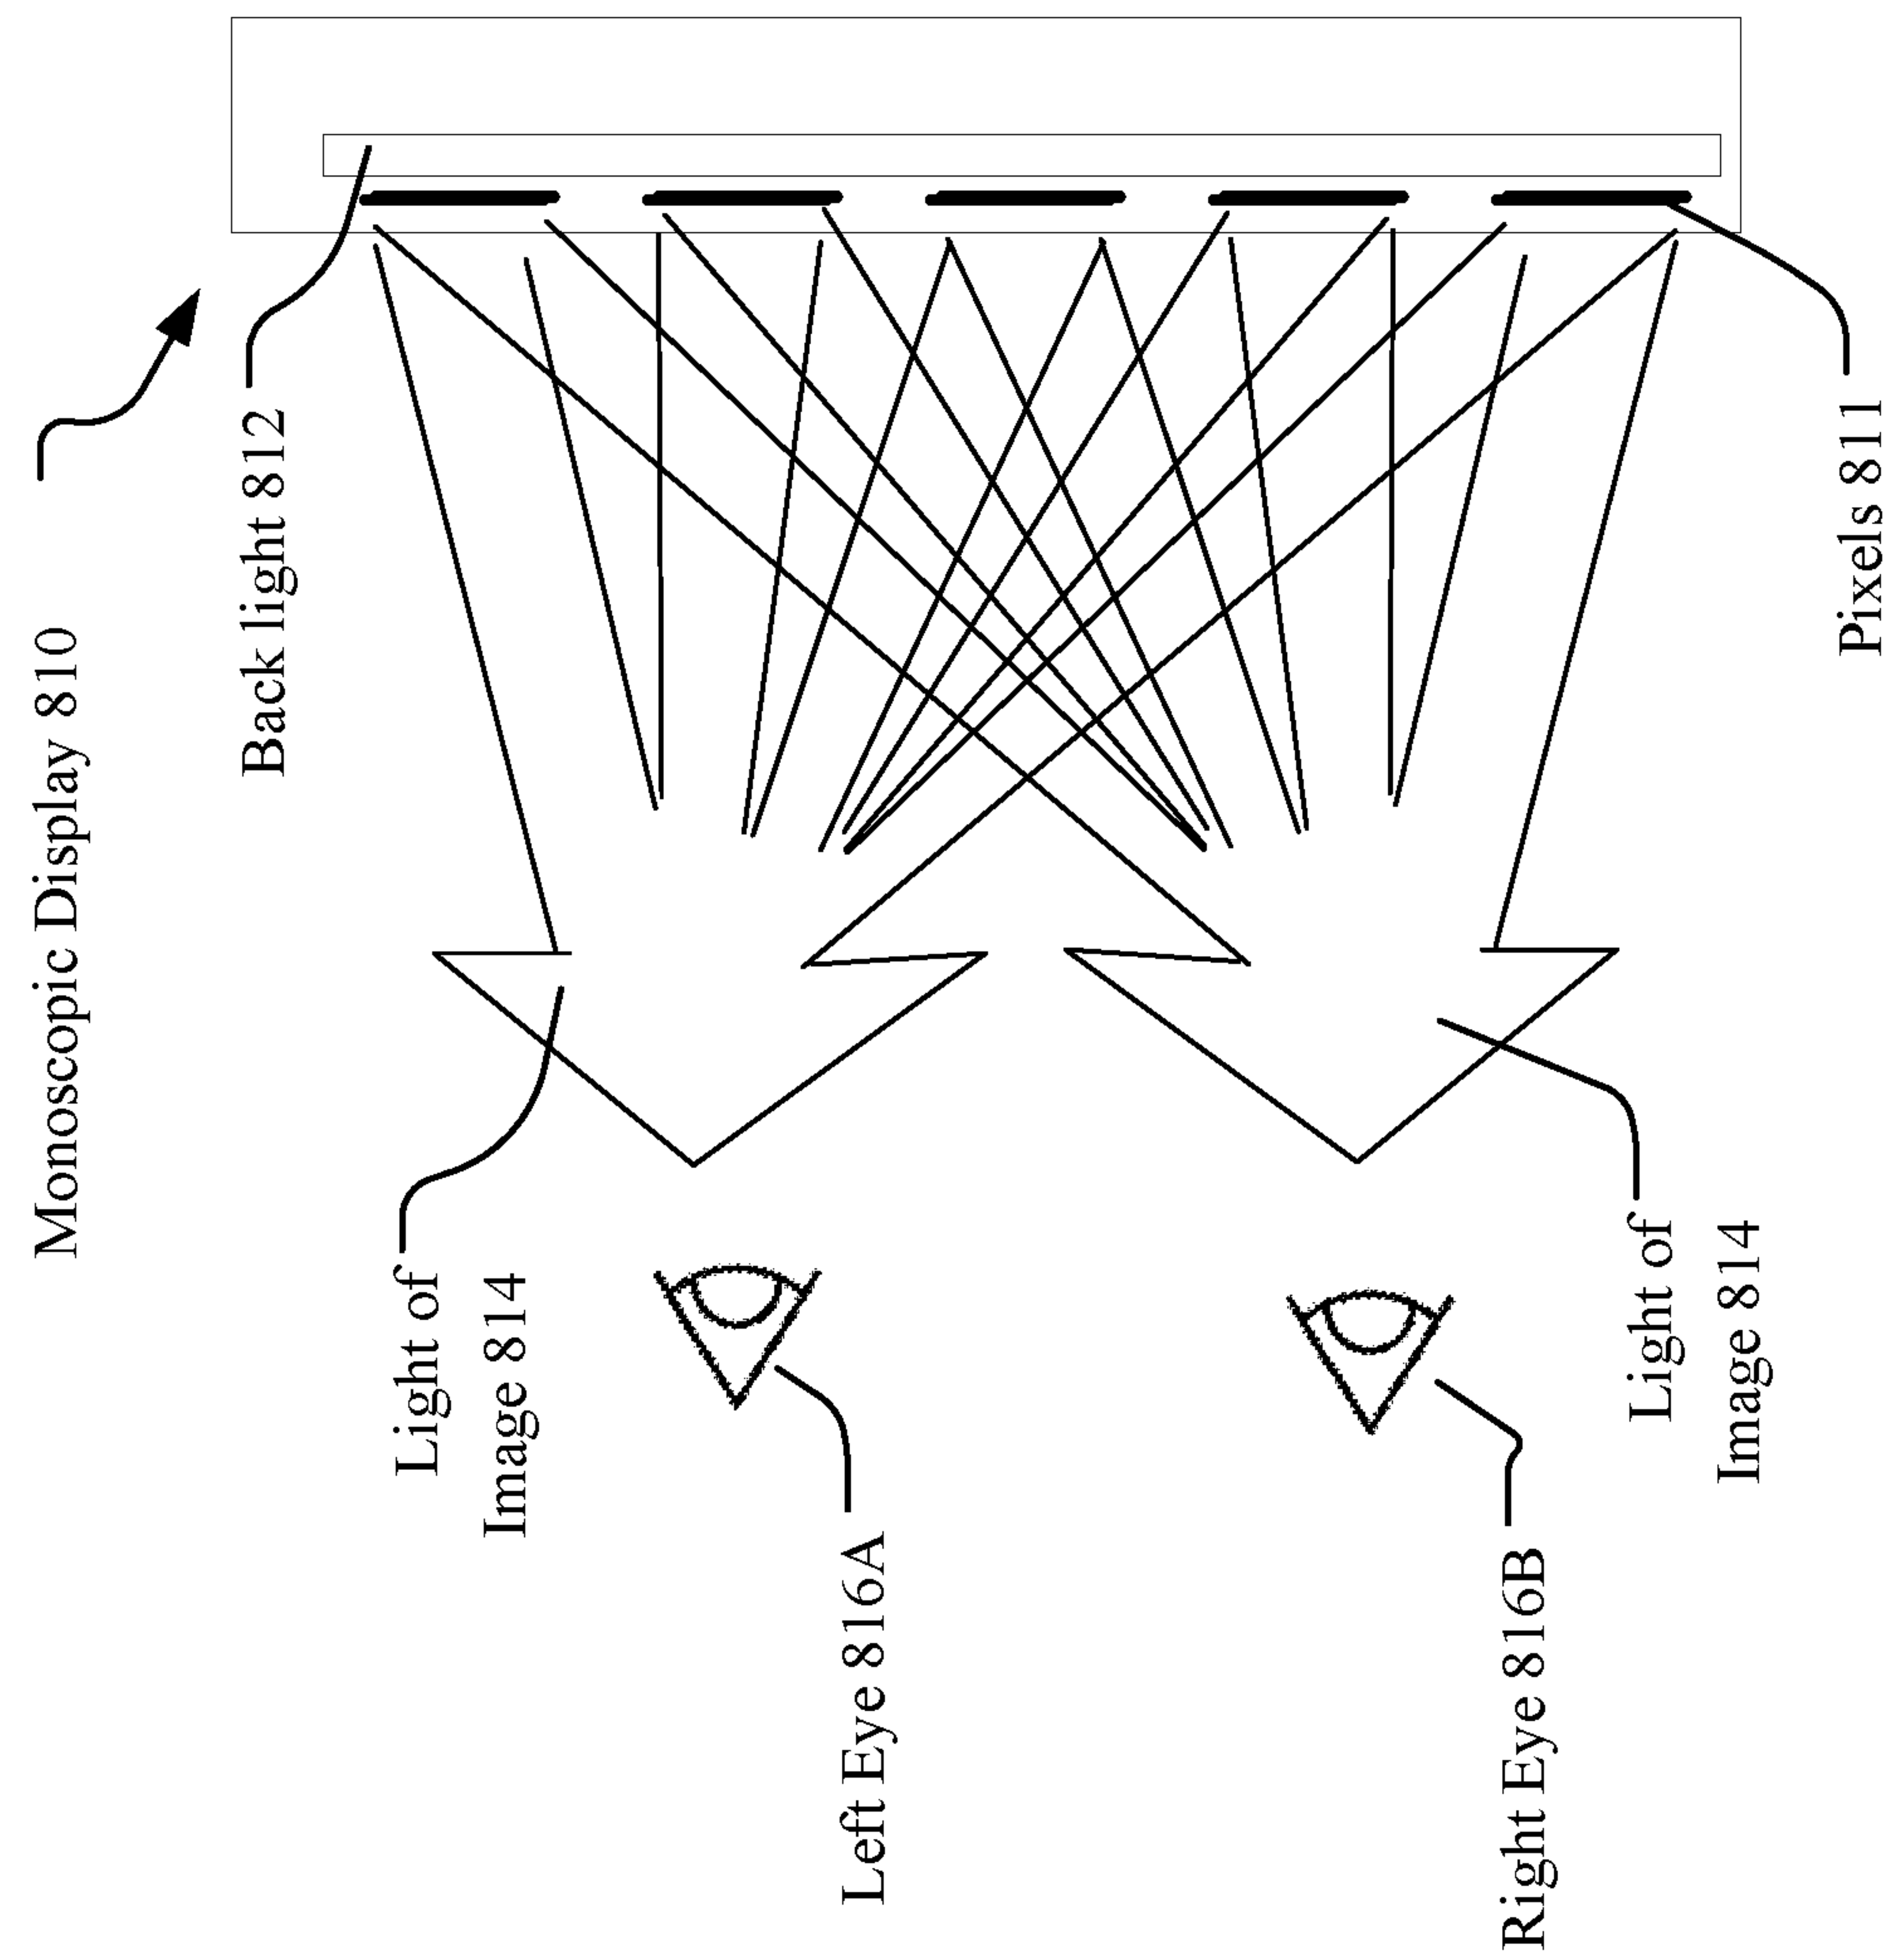 Monoscopic Display 810
Back light 812
Pixels 811
Light of
Image 814
Left Eye 816A
Right Eye 816B
Light of
Image 814